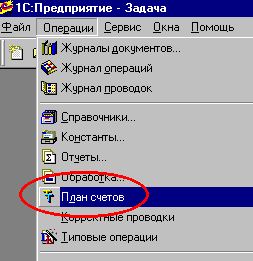 1С:Предприятие - Задача
Файл Операции Сервис Окна Помощь
Журналы документов...
Журнал операций
Журнал проводок
Справочники...
Константы...
Отчеты...
Обработка...
План счетов
Корректные проводки
Типовые операции